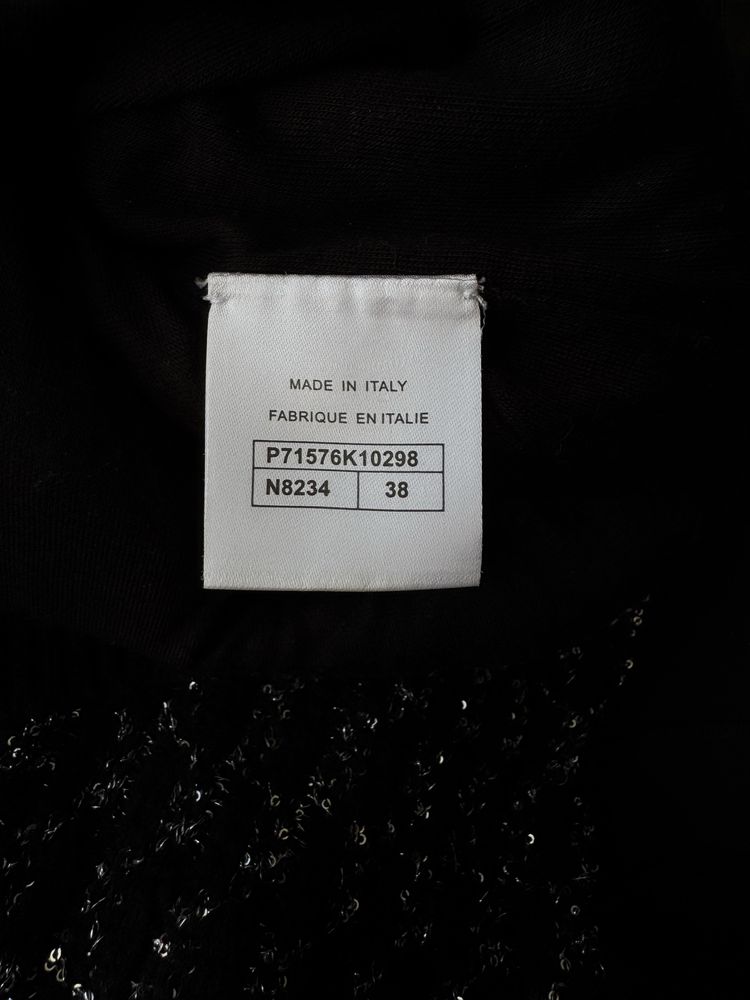 MADE IN ITALY
FABRIQUE EN ITALIE
P71576K10298
N8234 38